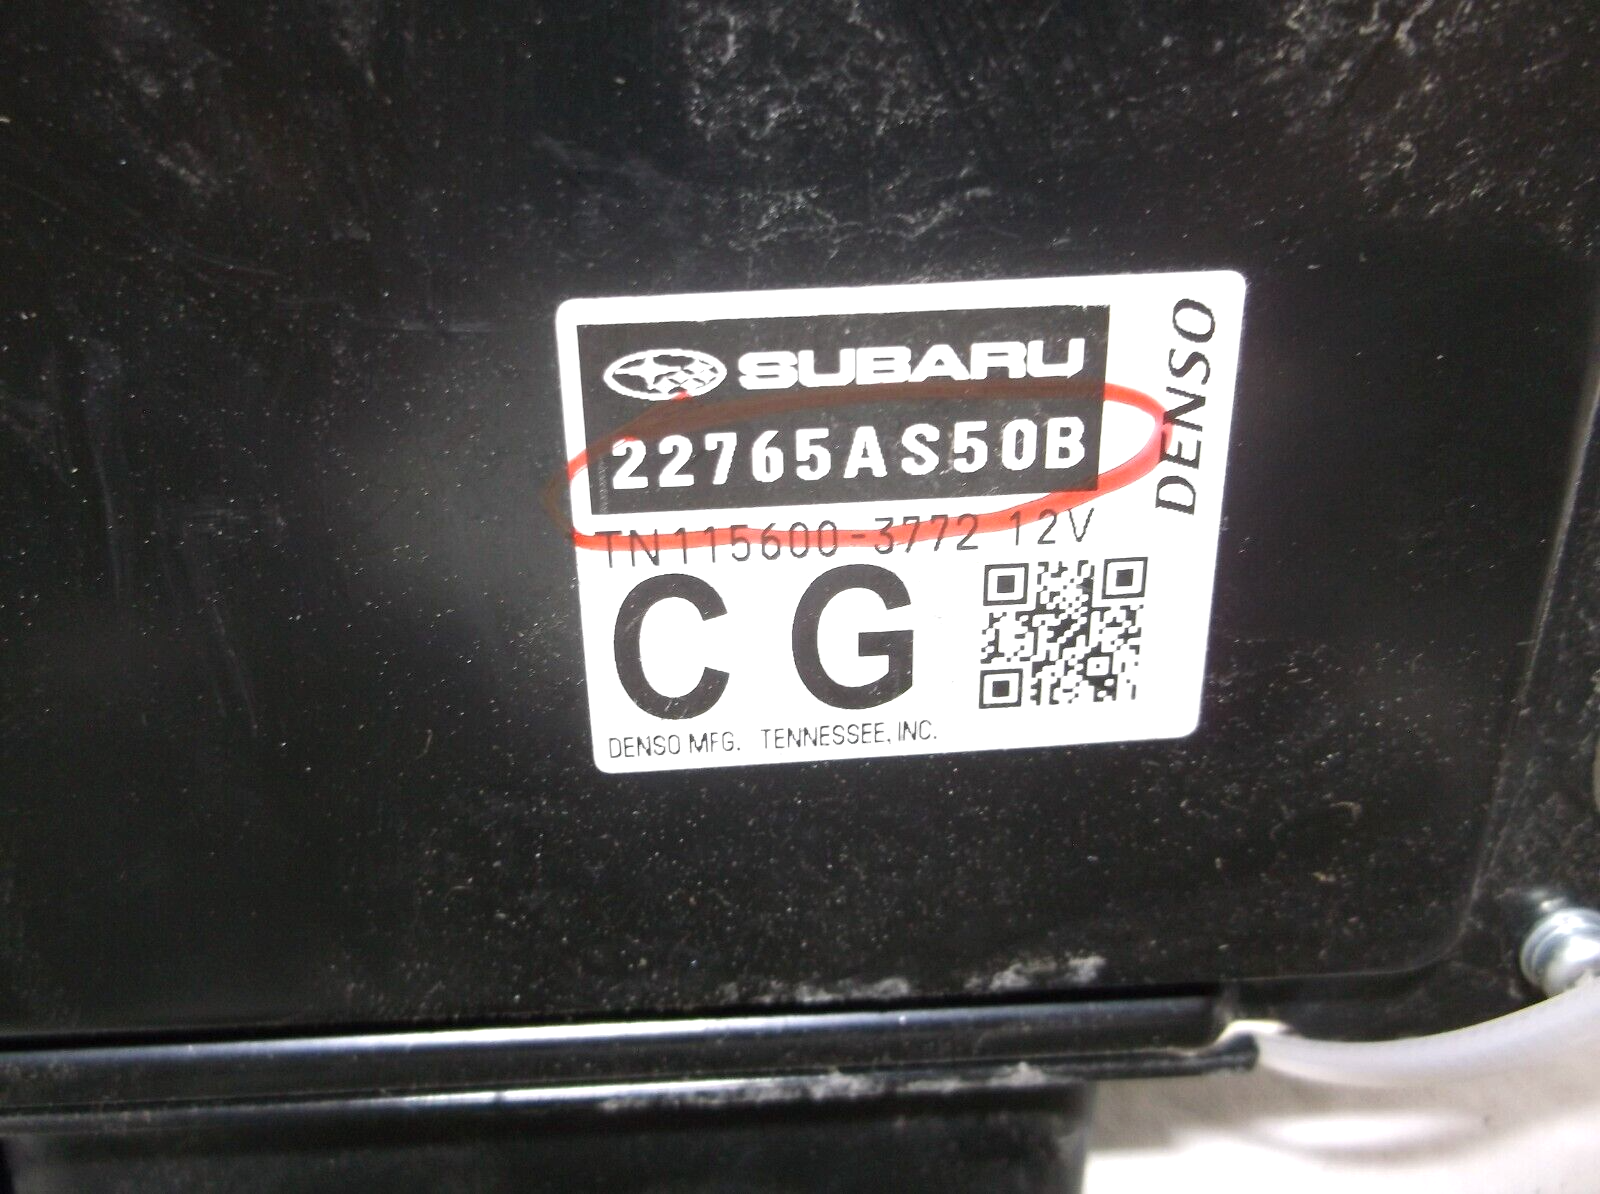 SUBARU
22765AS50B
TN115600-3772 12V
C G
DENSO MFG. TENNESSEE, INC.
DENSO